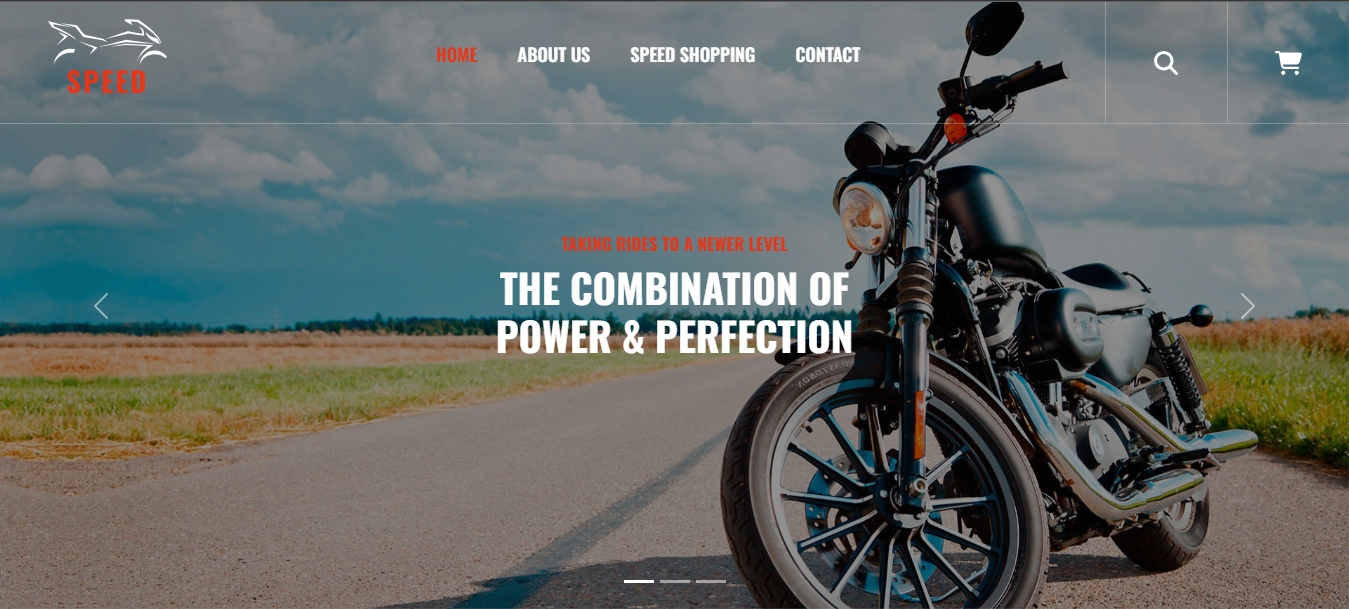 SPEED
HOME
ABOUT US
SPEED SHOPPING
CONTACT
TAKING RIDES TO A NEWER LEVEL
THE COMBINATION OF
POWER & PERFECTION